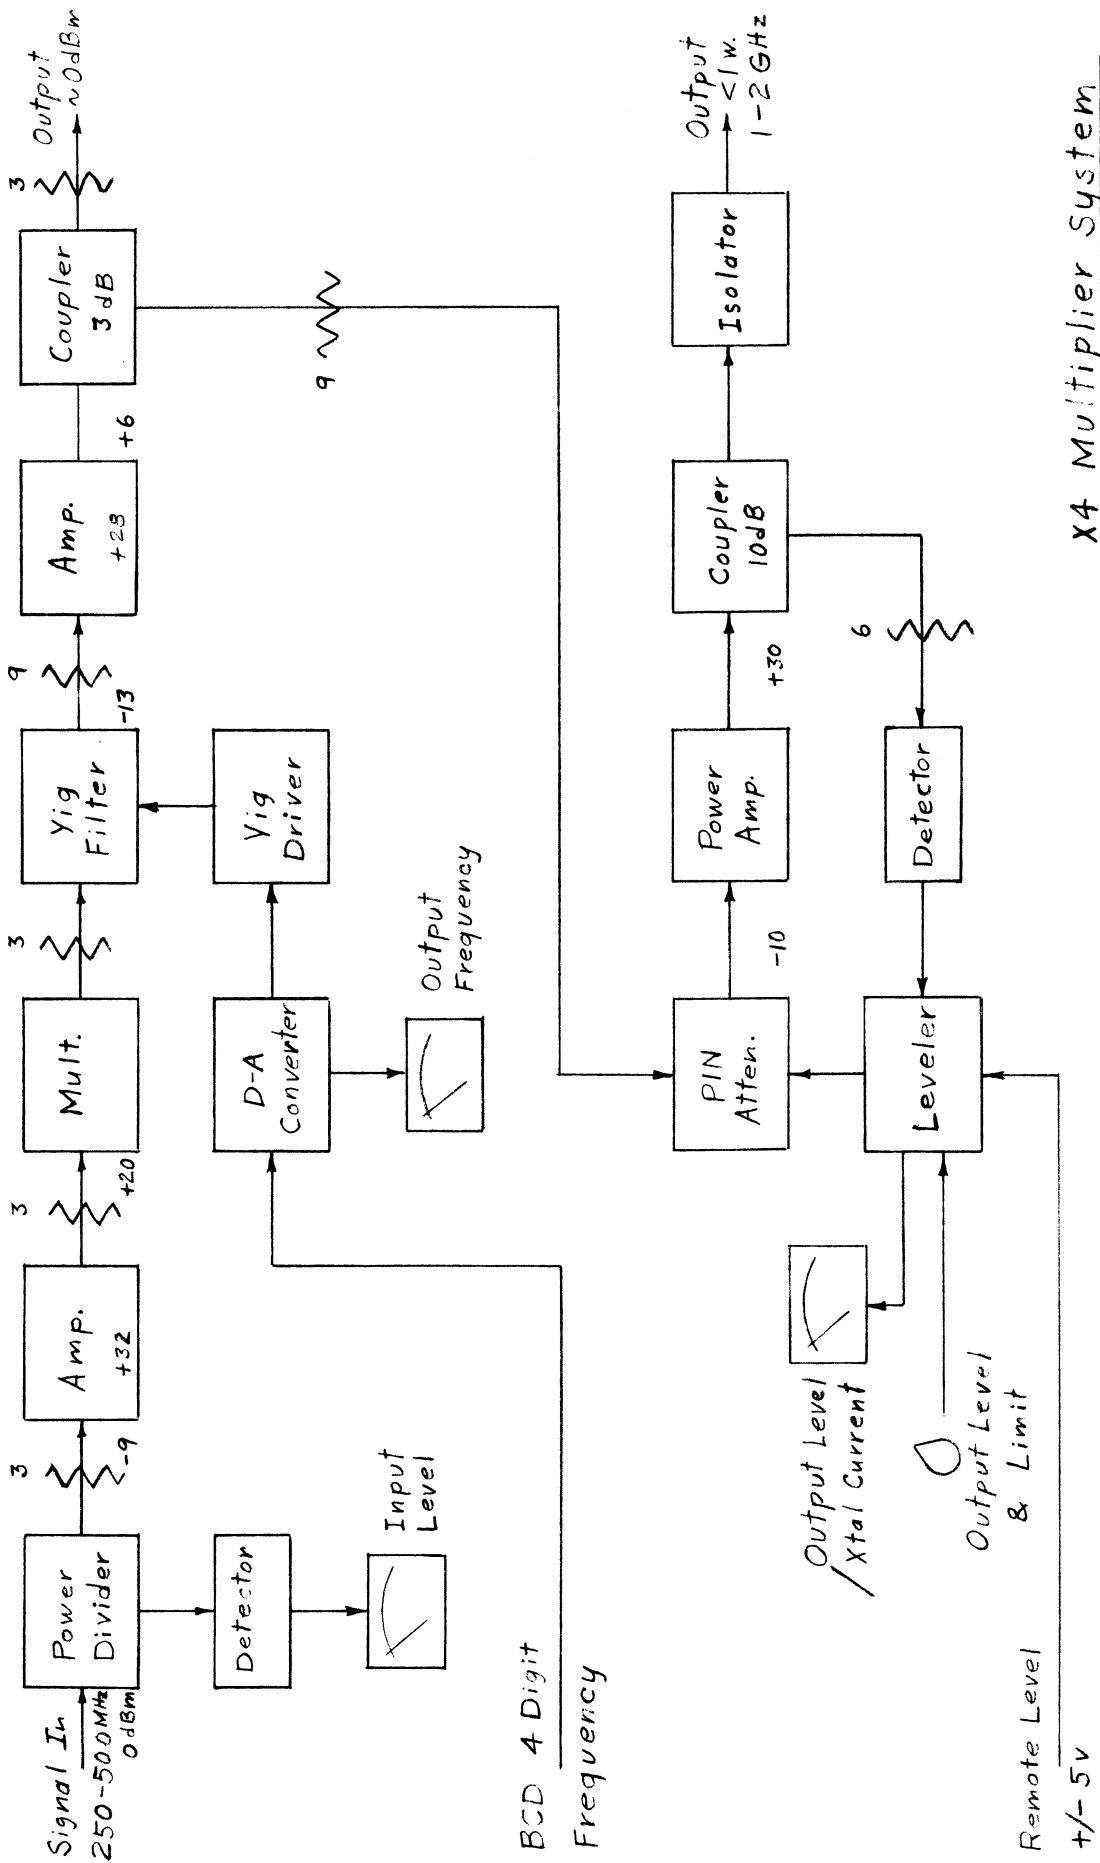 Signal In
250-500MHz
0dBm
Power
Divider
3
-9
Amp.
+32
3
+20
Mult.
3
Yig
Filter
9
-13
Amp.
+23
+6
Coupler
3dB
3
Output
~0dBm
Detector
Input
Level
D-A
Converter
Yig
Driver
Output
Frequency
9
BCD 4 Digit
Frequency
PIN
Atten.
-10
Power
Amp.
+30
Coupler
10dB
Isolator
Output
<1w.
1-2GHz
6
Detector
Leveler
Output Level
/Xtal Current
Output Level
& Limit
Remote Level
+/-5v
X4 Multiplier System